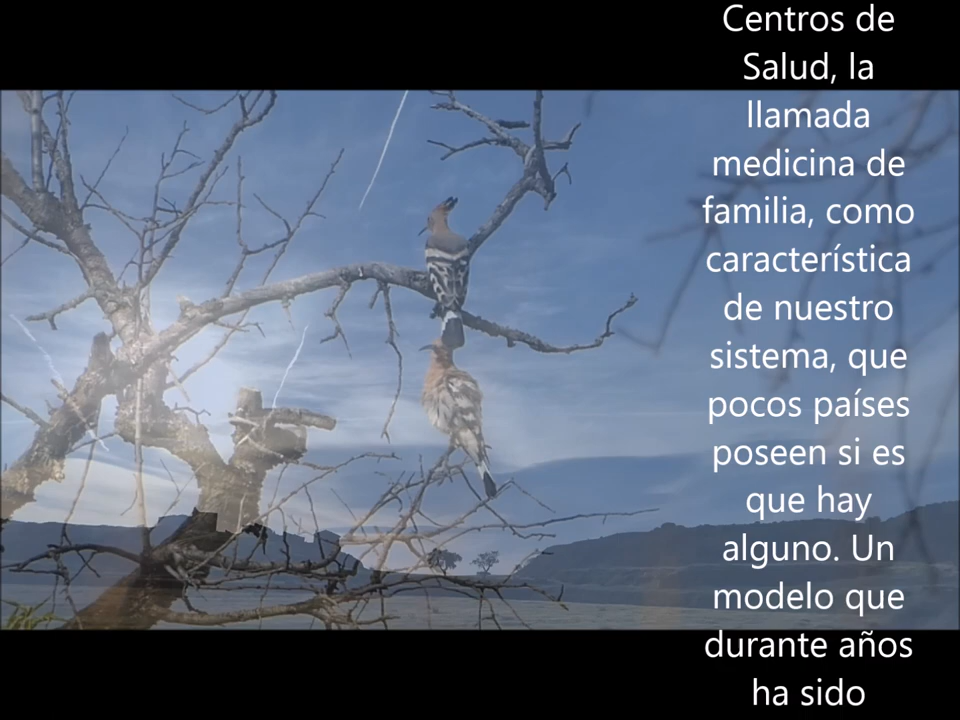 Centros de
Salud, la
llamada
medicina de
familia, como
característica
de nuestro
sistema, que
pocos países
poseen si es
que hay
alguno. Un
modelo que
durante años
ha sido